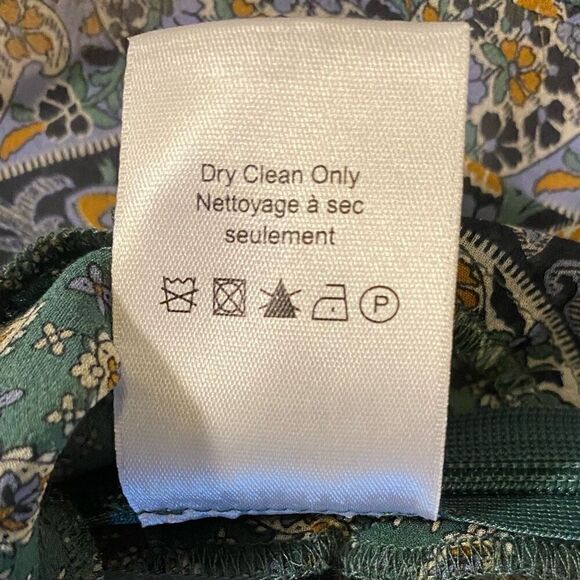 Dry Clean Only
Nettoyage à sec
seulement
P